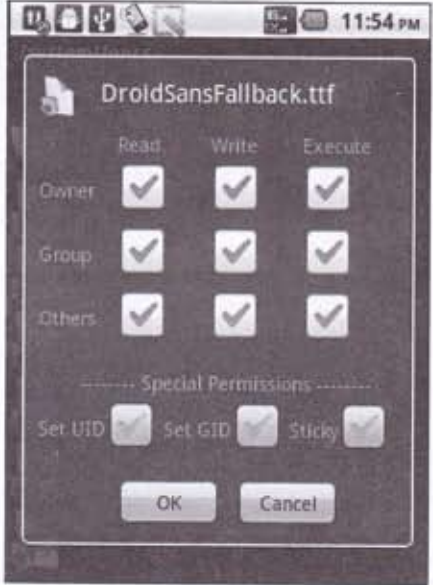 11:54 PM
DroidSansFallback.ttf
Read Write Execute
Owner
Group
Others
-------- Special Permissions --------
Set UID Set GID Sticky
OK Cancel